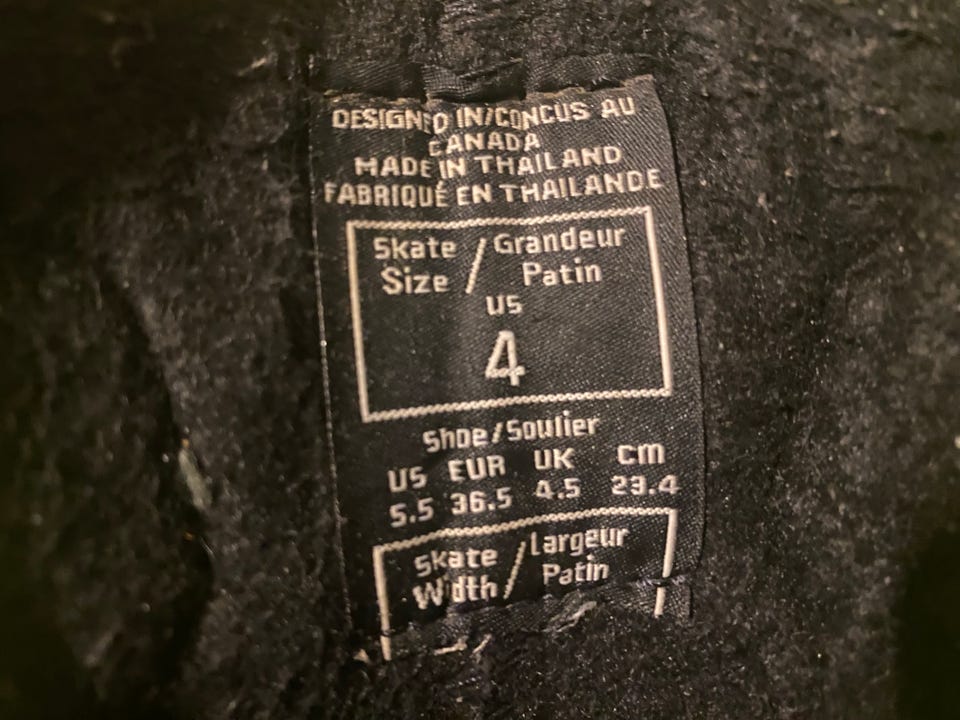 DESIGNED IN/CONCUS AU
CANADA
MADE IN THAILAND
FABRIQUÉ EN THAILANDE
Skate / Grandeur
Size / Patin
US
4
Shoe/Soulier
US EUR UK cm
5.5 36.5 4.5 23.4
Skate / Largeur
Width / Patin